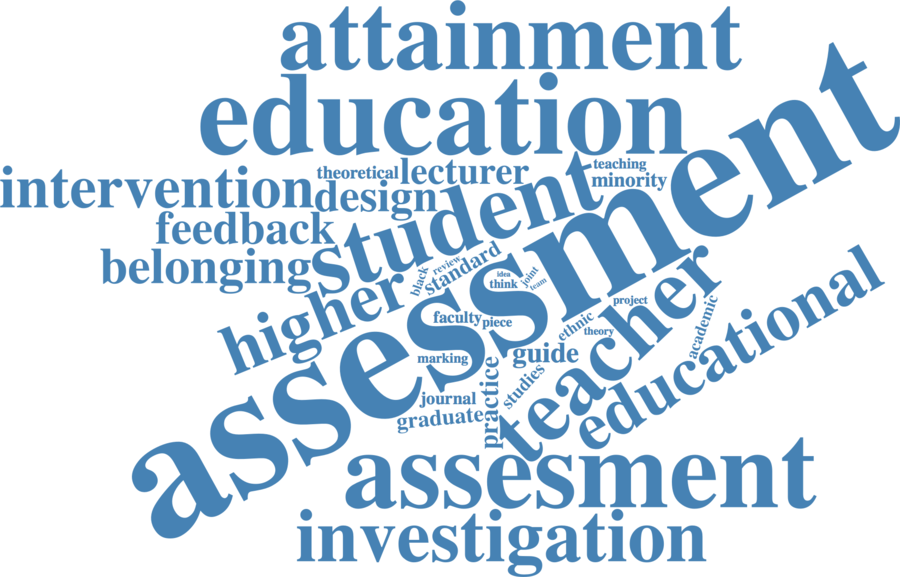 attainment
education
assessment
intervention
theoretical
lecturer
teaching
minority
design
student
feedback
belonging
standard
review
black
higher
idea
think
joint
team
faculty
piece
project
ethnic
theory
academic
teacher
educational
marking
guide
studies
practice
journal
graduate
assesment
investigation